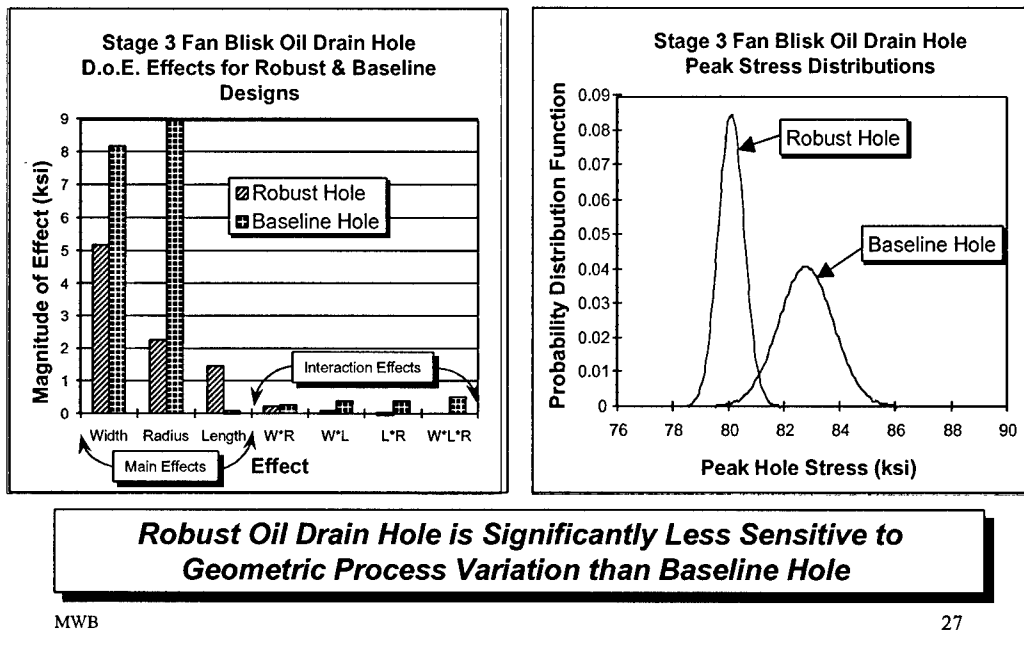 Stage 3 Fan Blisk Oil Drain Hole
D.o.E. Effects for Robust & Baseline
Designs
Magnitude of Effect (ksi)
9
8
7
6
5
4
3
2
1
0
Robust Hole
Baseline Hole
Interaction Effects
Width Radius Length W*R W*L L*R W*L*R
Main Effects
Effect
Stage 3 Fan Blisk Oil Drain Hole
Peak Stress Distributions
Probability Distribution Function
0.09
0.08
0.07
0.06
0.05
0.04
0.03
0.02
0.01
0
Robust Hole
Baseline Hole
76 78 80 82 84 86 88 90
Peak Hole Stress (ksi)
Robust Oil Drain Hole is Significantly Less Sensitive to
Geometric Process Variation than Baseline Hole
MWB
27